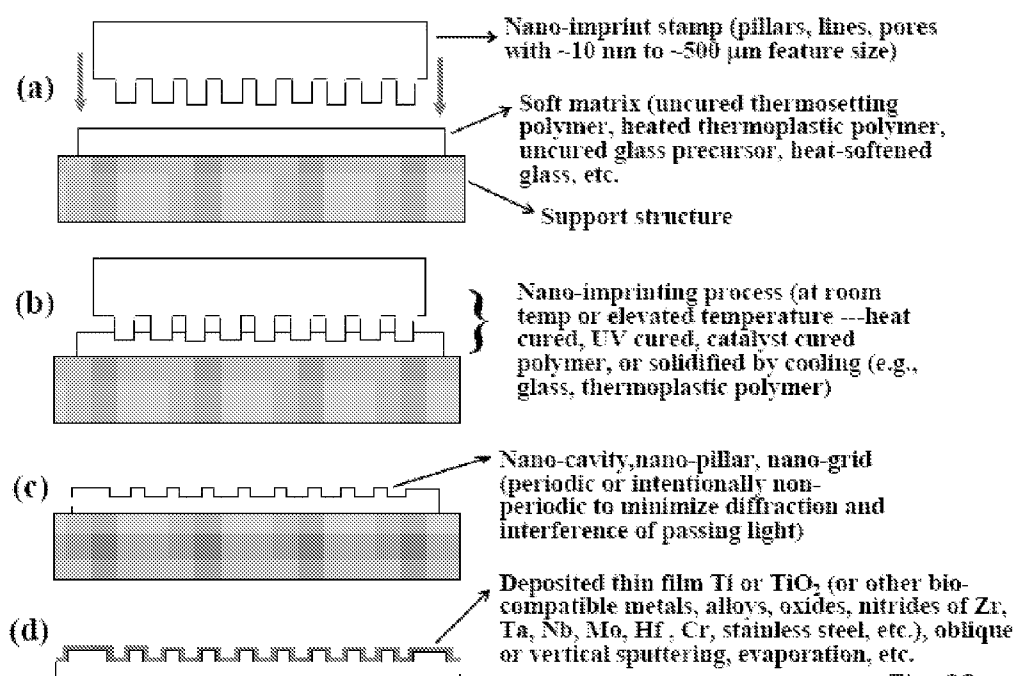 Nano-imprint stamp (pillars, lines, pores
with ~10 nm to ~500 μm feature size)
(a)
Soft matrix (uncured thermosetting
polymer, heated thermoplastic polymer,
uncured glass precursor, heat-softened
glass, etc.
Support structure
(b)
Nano-imprinting process (at room
temp or elevated temperature ---heat
cured, UV cured, catalyst cured
polymer, or solidified by cooling (e.g.,
glass, thermoplastic polymer)
(c)
Nano-cavity,nano-pillar, nano-grid
(periodic or intentionally non-
periodic to minimize diffraction and
interference of passing light)
(d)
Deposited thin film Ti or TiO₂ (or other bio-
compatible metals, alloys, oxides, nitrides of Zr,
Ta, Nb, Mo, Hf , Cr, stainless steel, etc.), oblique
or vertical sputtering, evaporation, etc.